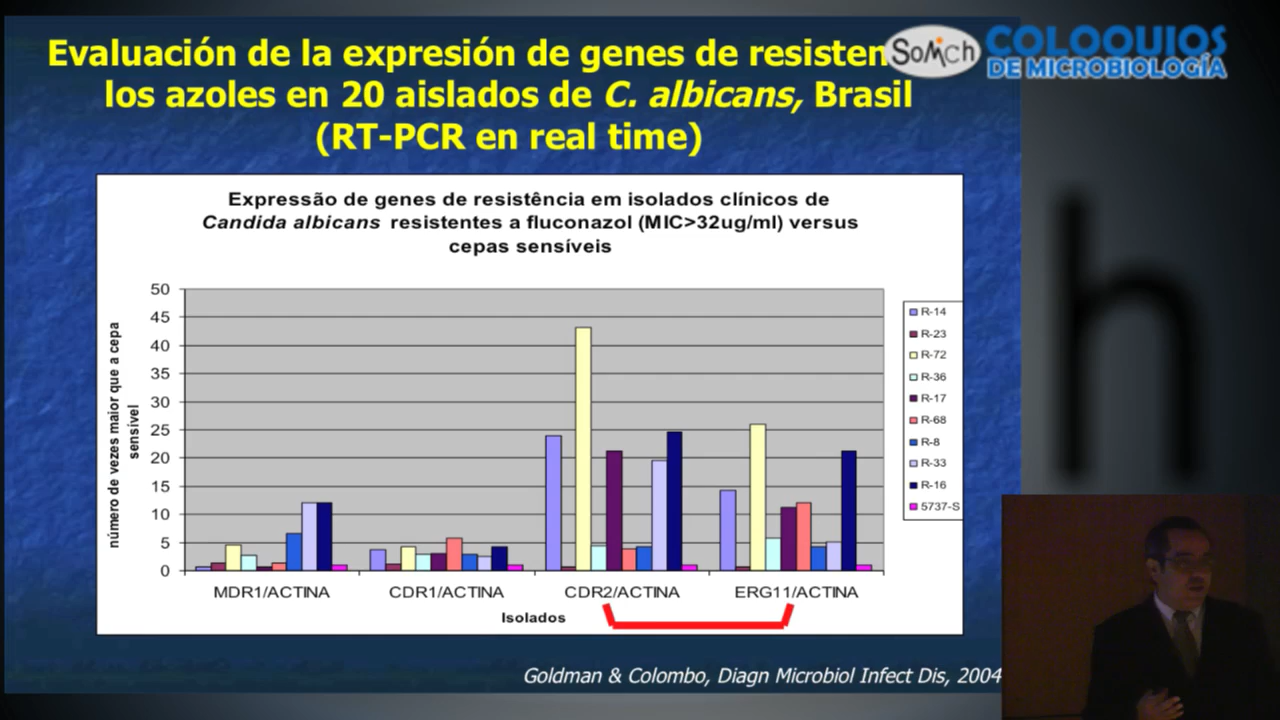 Evaluación de la expresión de genes de resisten
los azoles en 20 aislados de C. albicans, Brasil
(RT-PCR en real time)
SoMich
COLOQUIOS
DE MICROBIOLOGÍA
Expressão de genes de resistência em isolados clínicos de
Candida albicans resistentes a fluconazol (MIC>32ug/ml) versus
cepas sensíveis
número de vezes maior que a cepa
sensível
50
45
40
35
30
25
20
15
10
5
0
MDR1/ACTINA
CDR1/ACTINA
CDR2/ACTINA
ERG11/ACTINA
Isolados
R-14
R-23
R-72
R-36
R-17
R-68
R-8
R-33
R-16
5737-S
Goldman & Colombo, Diagn Microbiol Infect Dis, 2004
h